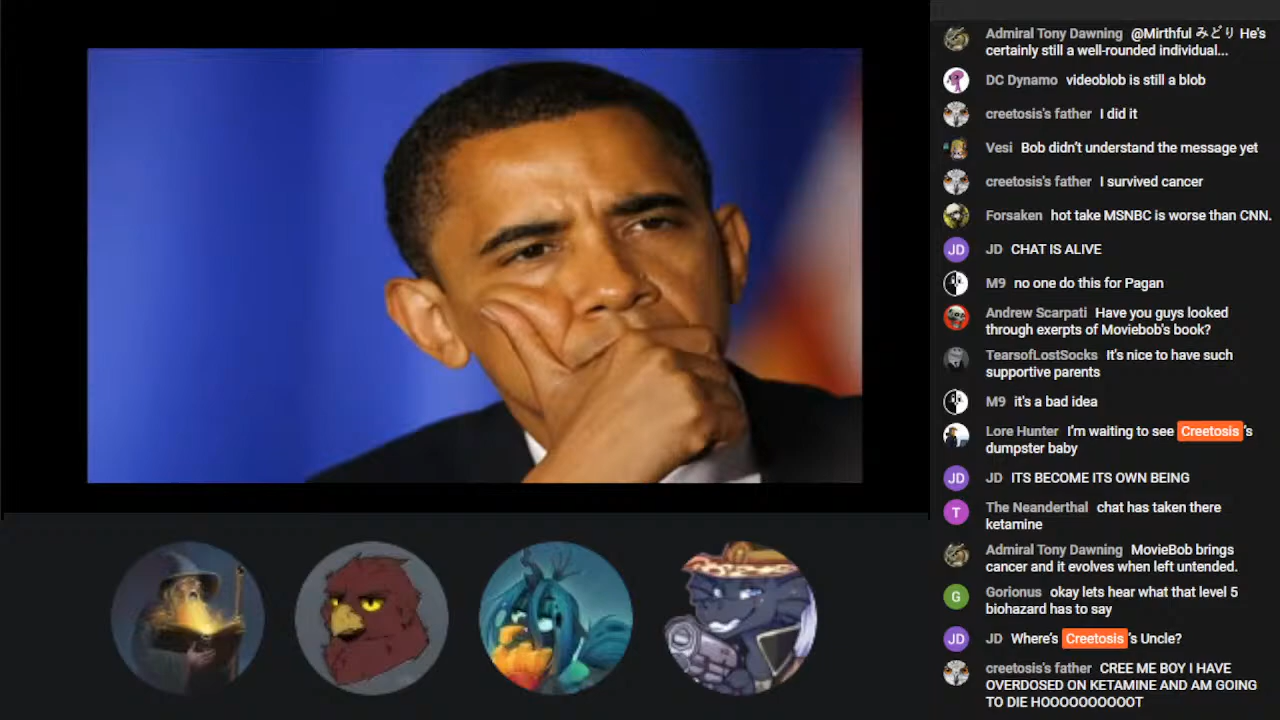 Admiral Tony Dawning @Mirthful みどり He's
certainly still a well-rounded individual...
DC Dynamo videoblob is still a blob
creetosis's father I did it
Vesi Bob didn't understand the message yet
creetosis's father I survived cancer
Forsaken hot take MSNBC is worse than CNN.
JD JD CHAT IS ALIVE
M9 no one do this for Pagan
Andrew Scarpati Have you guys looked
through exerpts of Moviebob's book?
TearsofLostSocks It's nice to have such
supportive parents
M9 it's a bad idea
Lore Hunter I'm waiting to see Creetosis 's
dumpster baby
JD JD ITS BECOME ITS OWN BEING
T The Neanderthal chat has taken there
ketamine
Admiral Tony Dawning MovieBob brings
cancer and it evolves when left untended.
G Gorionus okay lets hear what that level 5
biohazard has to say
JD JD Where's Creetosis 's Uncle?
creetosis's father CREE ME BOY I HAVE
OVERDOSED ON KETAMINE AND AM GOING
TO DIE HOOOOOOOOOOT